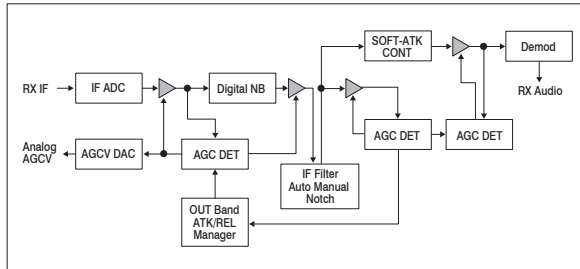 SOFT-ATK
CONT
Demod
RX IF
IF ADC
Digital NB
RX Audio
Analog
AGCV
AGCV DAC
AGC DET
AGC DET
AGC DET
IF Filter
Auto Manual
Notch
OUT Band
ATK/REL
Manager